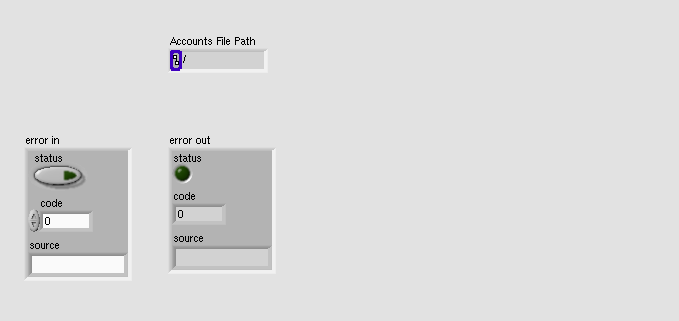 Accounts File Path
/
error in
status
code
0
source
error out
status
code
0
source